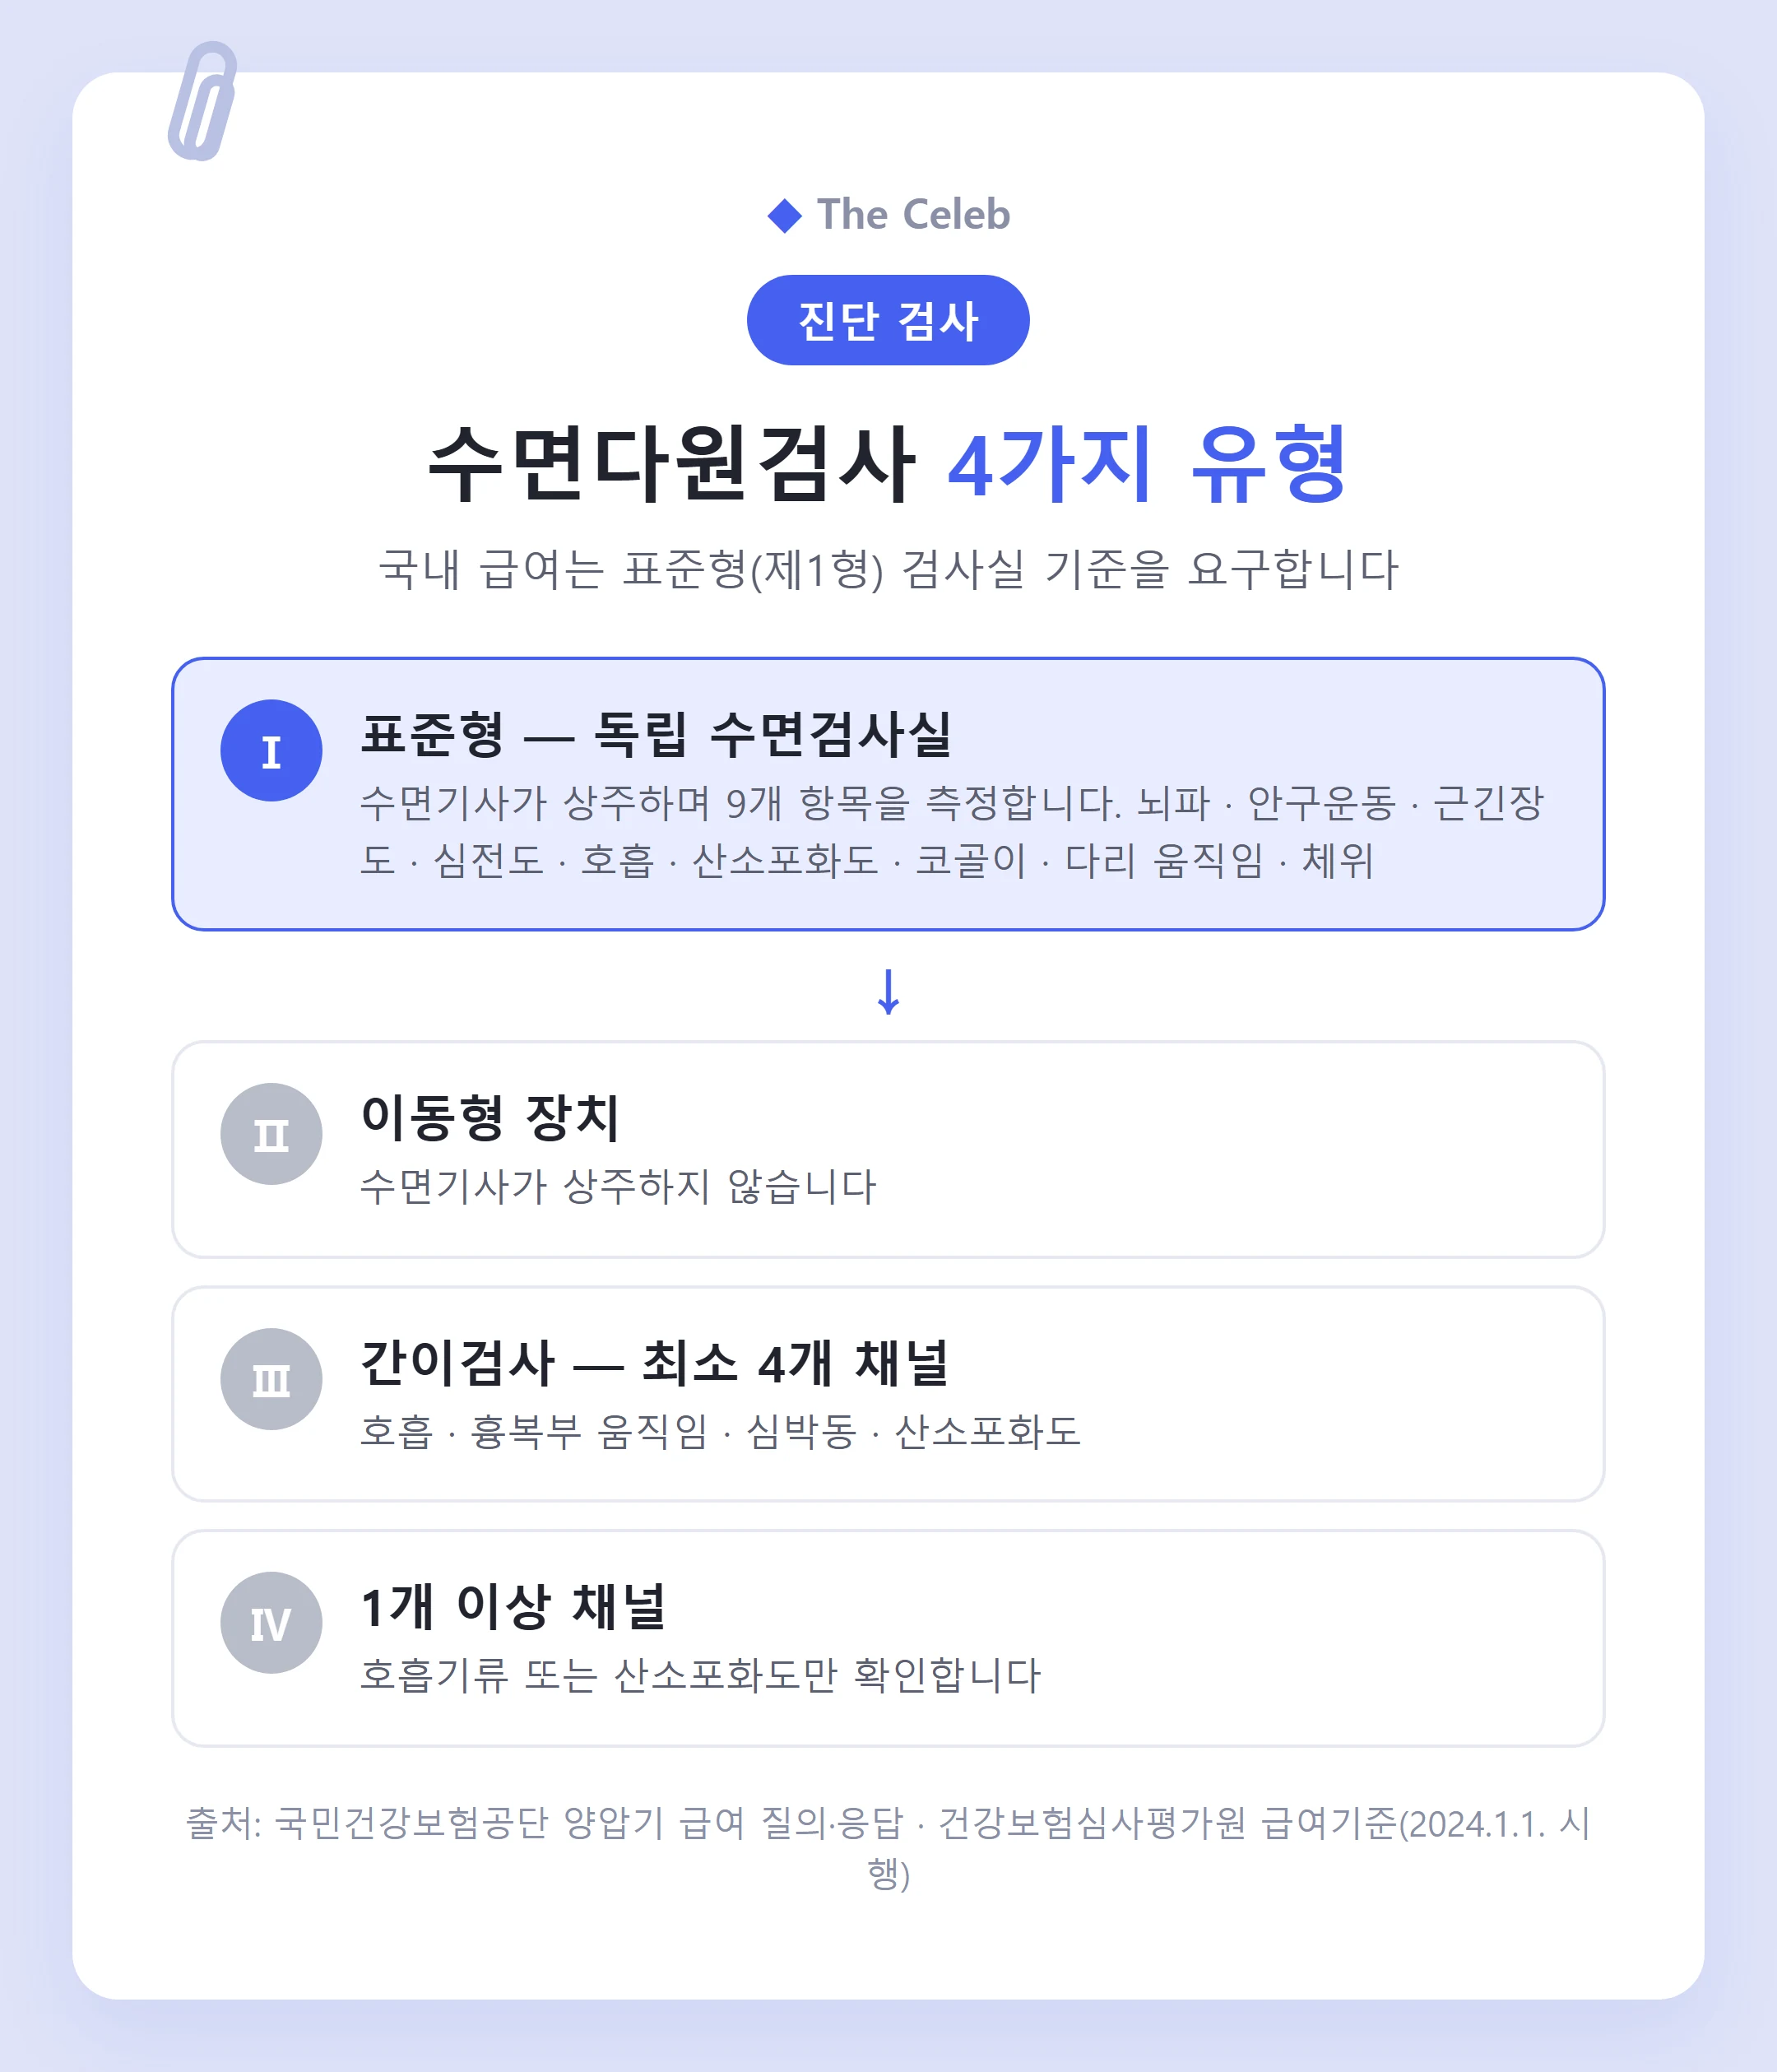 ◆ The Celeb
진단 검사
수면다원검사 4가지 유형
국내 급여는 표준형(제1형) 검사실 기준을 요구합니다
Ⅰ
표준형 — 독립 수면검사실
수면기사가 상주하며 9개 항목을 측정합니다. 뇌파 · 안구운동 · 근긴장
도 · 심전도 · 호흡 · 산소포화도 · 코골이 · 다리 움직임 · 체위
↓
Ⅱ
이동형 장치
수면기사가 상주하지 않습니다
Ⅲ
간이검사 — 최소 4개 채널
호흡 · 흉복부 움직임 · 심박동 · 산소포화도
Ⅳ
1개 이상 채널
호흡기류 또는 산소포화도만 확인합니다
출처: 국민건강보험공단 양압기 급여 질의·응답 · 건강보험심사평가원 급여기준(2024.1.1. 시
행)